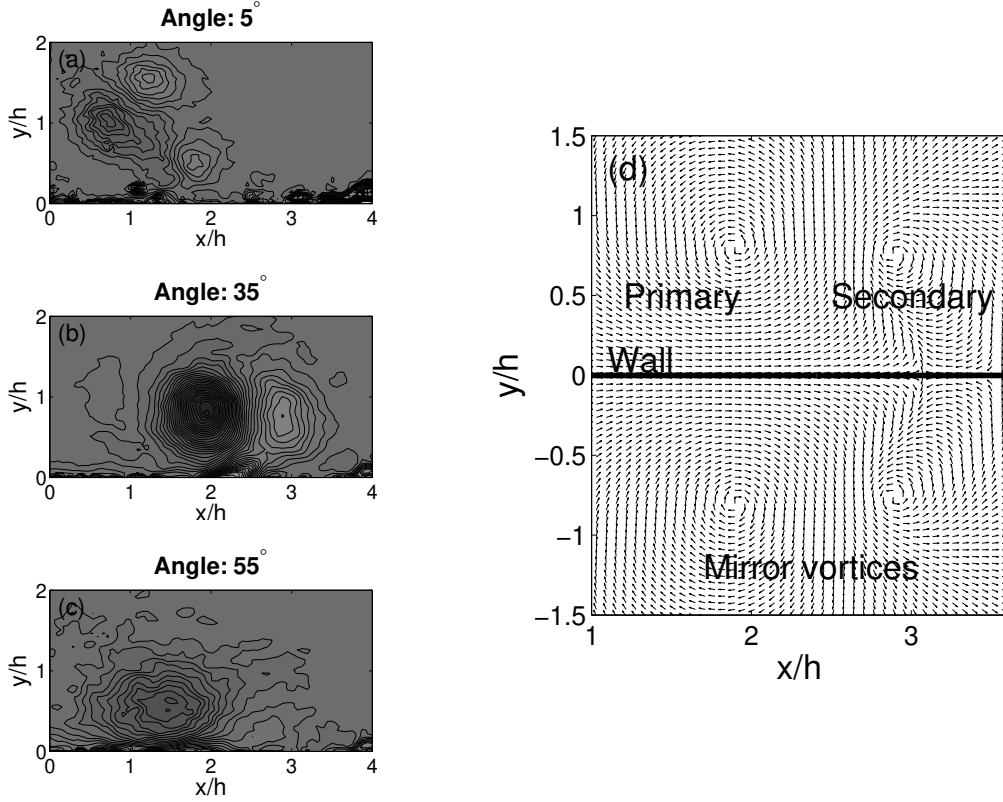 Angle: 5°
(a)
2
1
0
y/h
0 1 2 3 4
x/h
Angle: 35°
(b)
2
1
0
y/h
0 1 2 3 4
x/h
Angle: 55°
(c)
2
1
0
y/h
0 1 2 3 4
x/h
(d)
1.5
1
0.5
0
−0.5
−1
−1.5
y/h
Primary Secondary
Wall
Mirror vortices
1 2 3
x/h